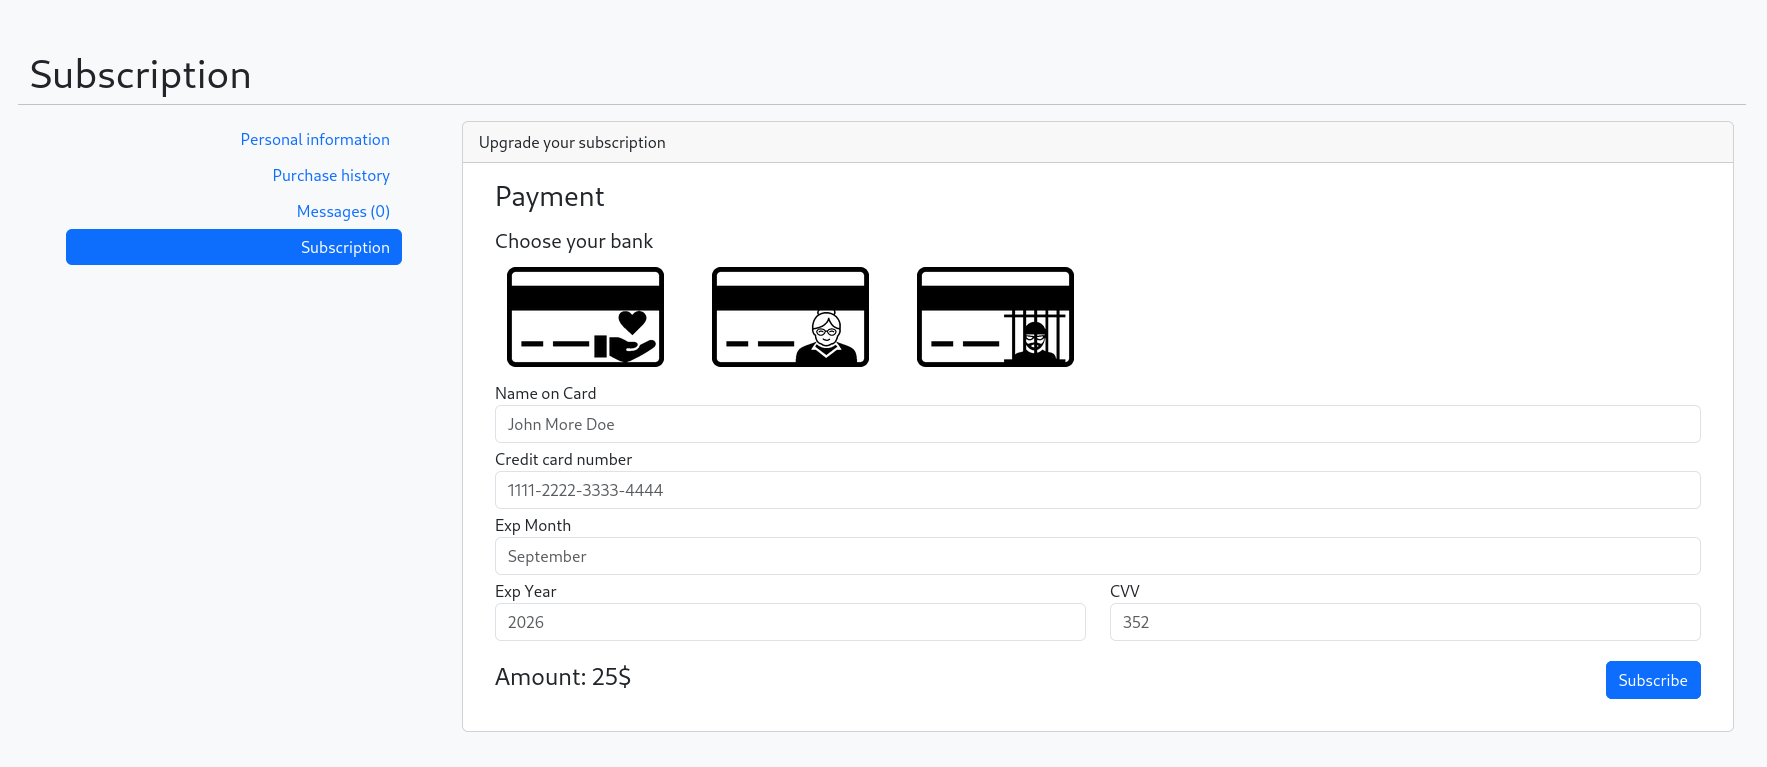 Subscription
Personal information
Purchase history
Messages (0)
Subscription
Upgrade your subscription
Payment
Choose your bank
Name on Card
John More Doe
Credit card number
1111-2222-3333-4444
Exp Month
September
Exp Year
CVV
2026
352
Amount: 25$
Subscribe